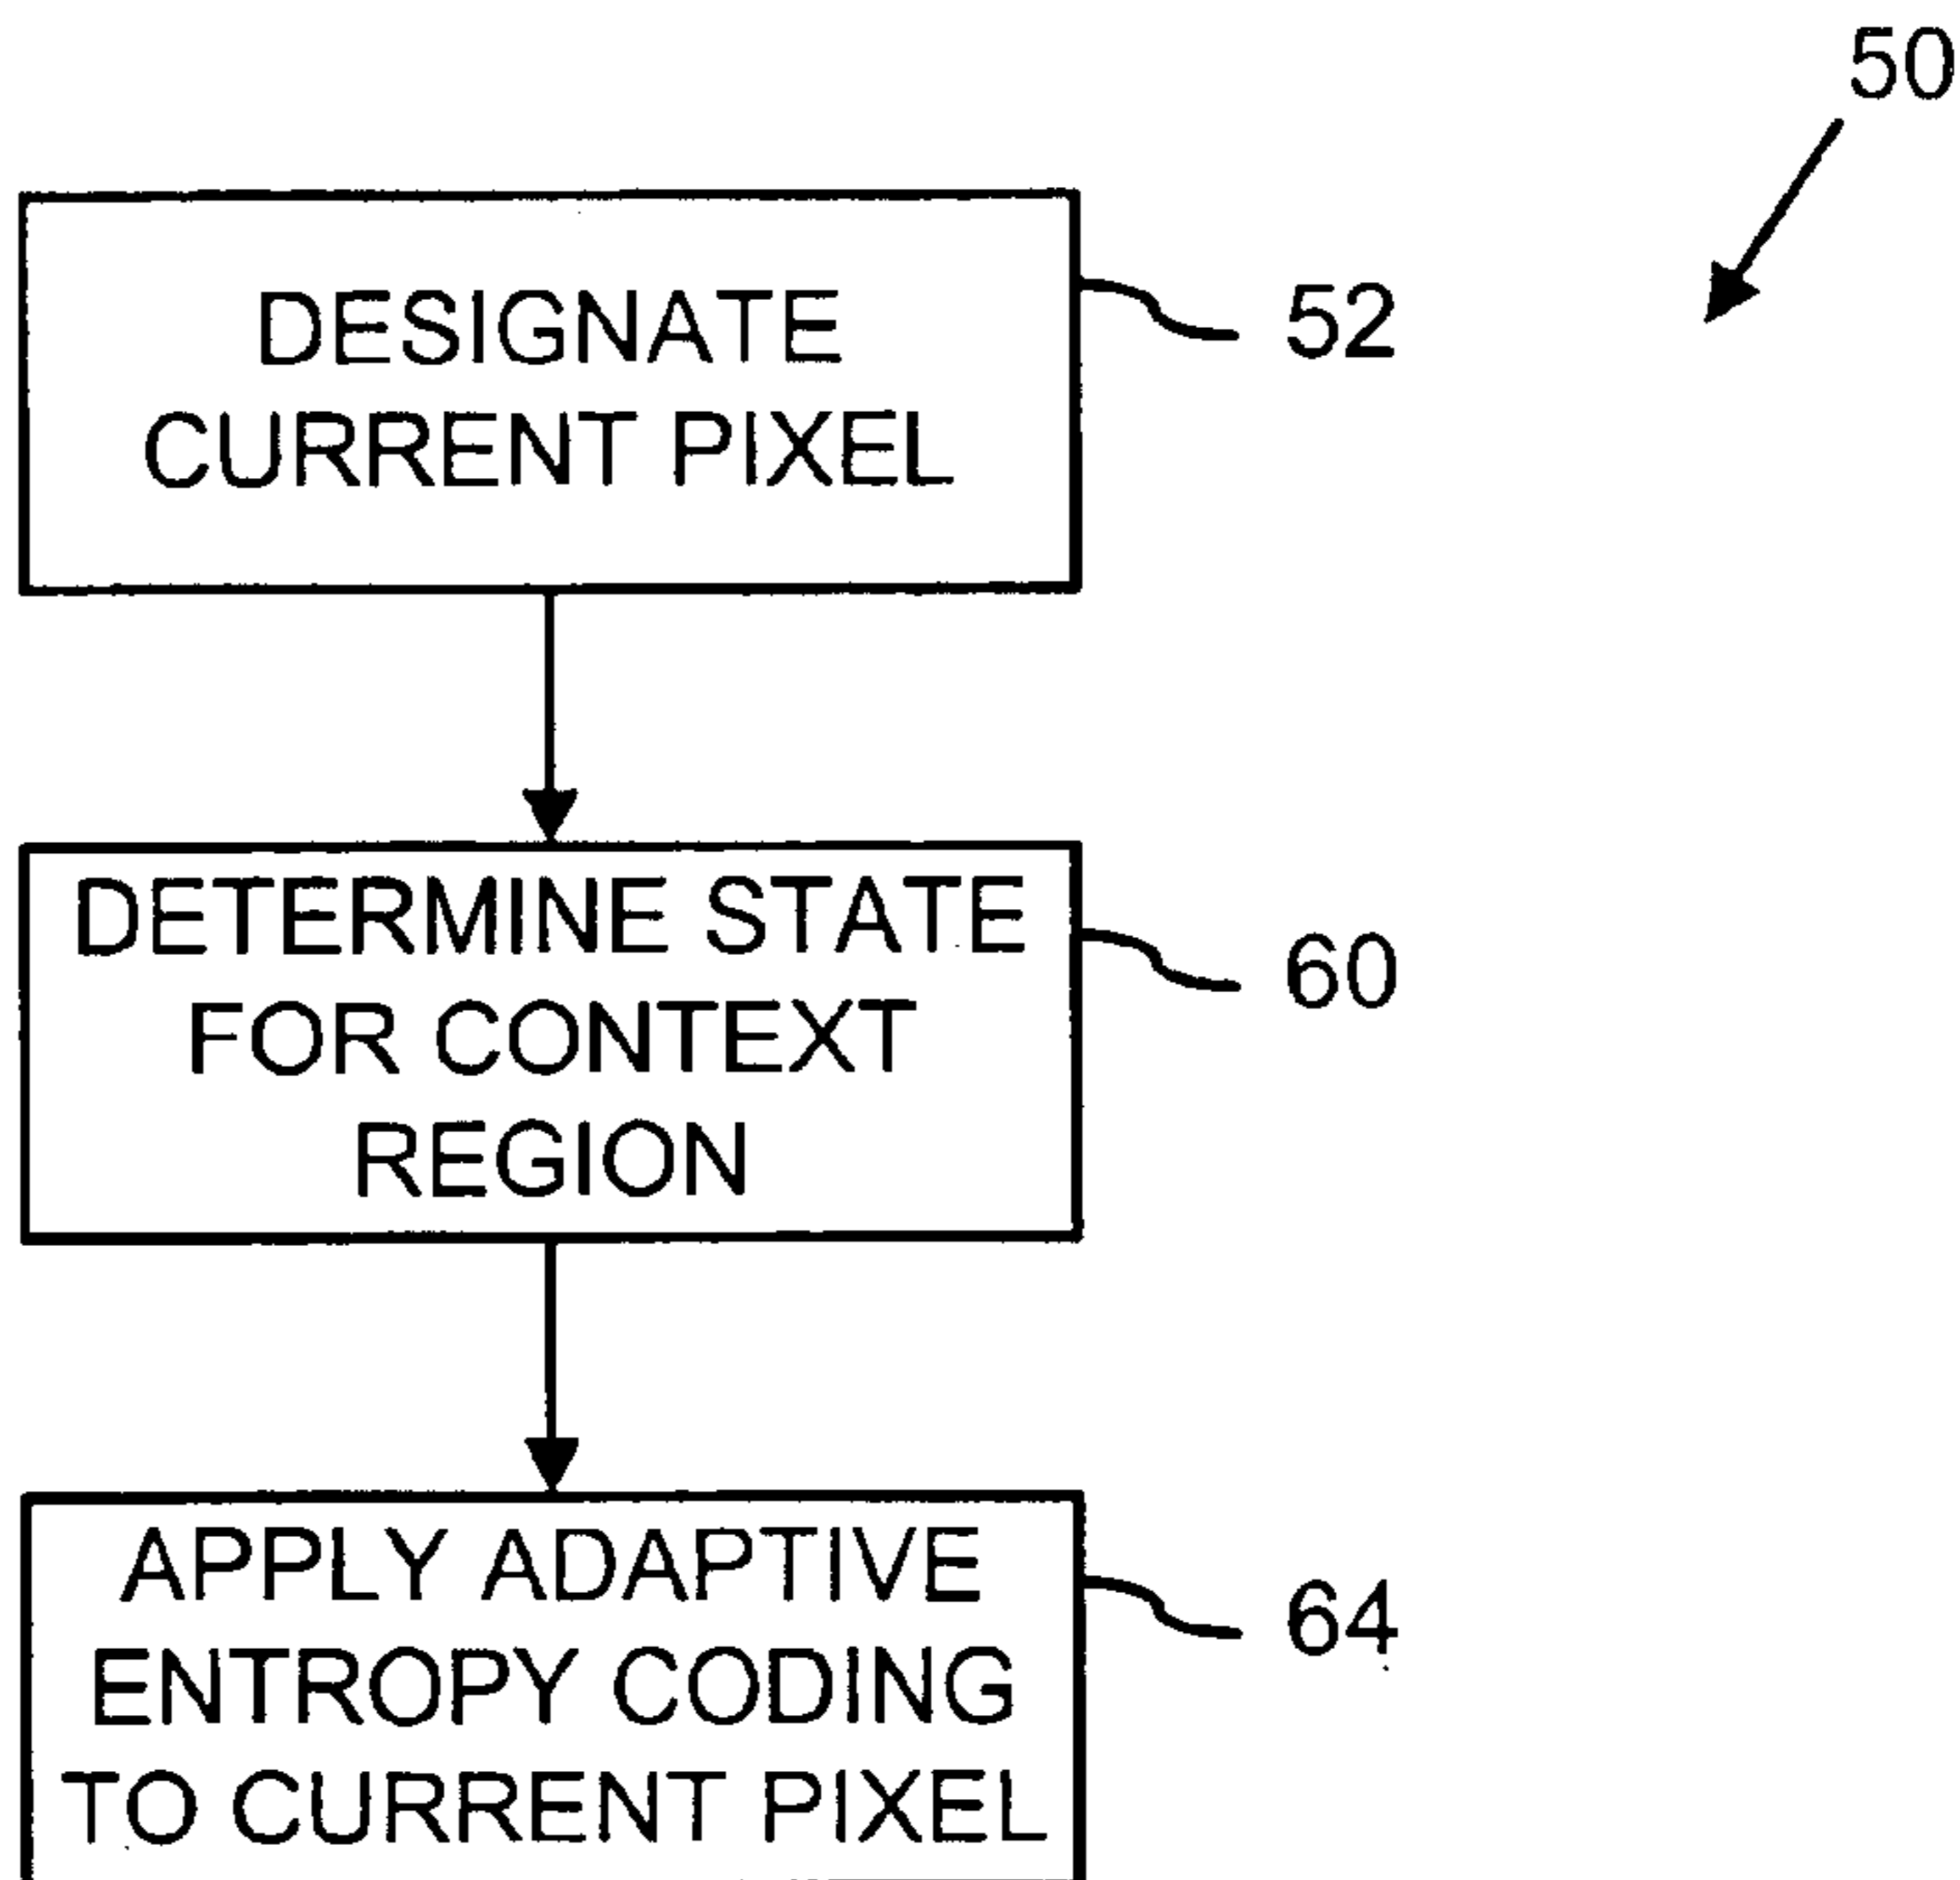 50
DESIGNATE
CURRENT PIXEL
52
DETERMINE STATE
FOR CONTEXT
REGION
60
APPLY ADAPTIVE
ENTROPY CODING
TO CURRENT PIXEL
64